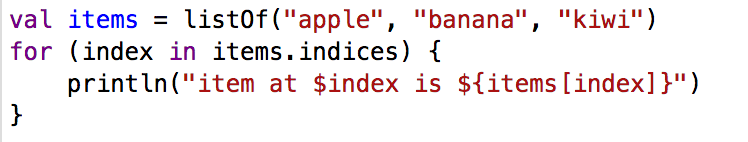 val items = listOf("apple", "banana", "kiwi")
for (index in items.indices) {
    println("item at $index is ${items[index]}")
}